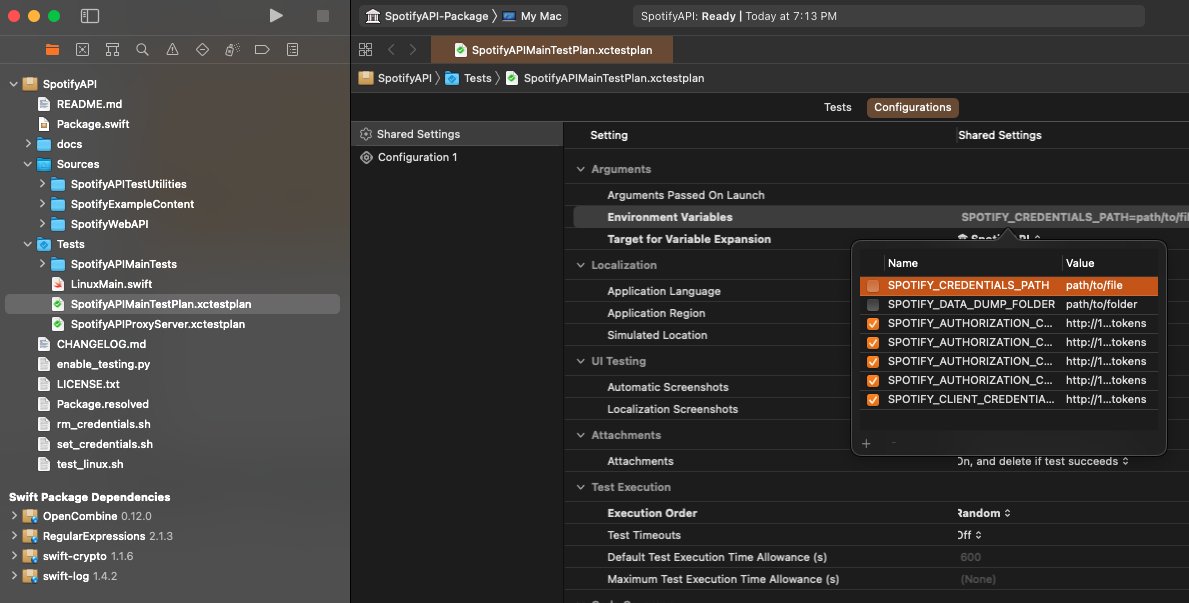 SpotifyAPI-Package
My Mac
SpotifyAPI: Ready | Today at 7:13 PM
SpotifyAPIMainTestPlan.xctestplan
SpotifyAPI
Tests
SpotifyAPIMainTestPlan.xctestplan
SpotifyAPI
README.md
Package.swift
docs
Sources
SpotifyAPITestUtilities
SpotifyExampleContent
SpotifyWebAPI
Tests
SpotifyAPIMainTests
LinuxMain.swift
SpotifyAPIMainTestPlan.xctestplan
SpotifyAPIProxyServer.xctestplan
CHANGELOG.md
enable_testing.py
LICENSE.txt
Package.resolved
rm_credentials.sh
set_credentials.sh
test_linux.sh
Swift Package Dependencies
OpenCombine 0.12.0
RegularExpressions 2.1.3
swift-crypto 1.1.6
swift-log 1.4.2
Tests
Configurations
Shared Settings
Configuration 1
Setting
Shared Settings
Arguments
Arguments Passed On Launch
Environment Variables
SPOTIFY_CREDENTIALS_PATH=path/to/fil
Target for Variable Expansion
Localization
Application Language
Application Region
Simulated Location
UI Testing
Automatic Screenshots
Localization Screenshots
Attachments
Attachments
On, and delete if test succeeds
Test Execution
Execution Order
Random
Test Timeouts
Off
Default Test Execution Time Allowance (s)
600
Maximum Test Execution Time Allowance (s)
(None)
Name
Value
SPOTIFY_CREDENTIALS_PATH path/to/file
SPOTIFY_DATA_DUMP_FOLDER path/to/folder
SPOTIFY_AUTHORIZATION_C... http://1...tokens
SPOTIFY_AUTHORIZATION_C... http://1...tokens
SPOTIFY_AUTHORIZATION_C... http://1...tokens
SPOTIFY_AUTHORIZATION_C... http://1...tokens
SPOTIFY_CLIENT_CREDENTIA... http://1...tokens